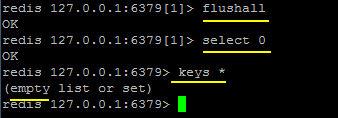 redis 127.0.0.1:6379[1]> flushall
OK
redis 127.0.0.1:6379[1]> select 0
OK
redis 127.0.0.1:6379> keys *
(empty list or set)
redis 127.0.0.1:6379>